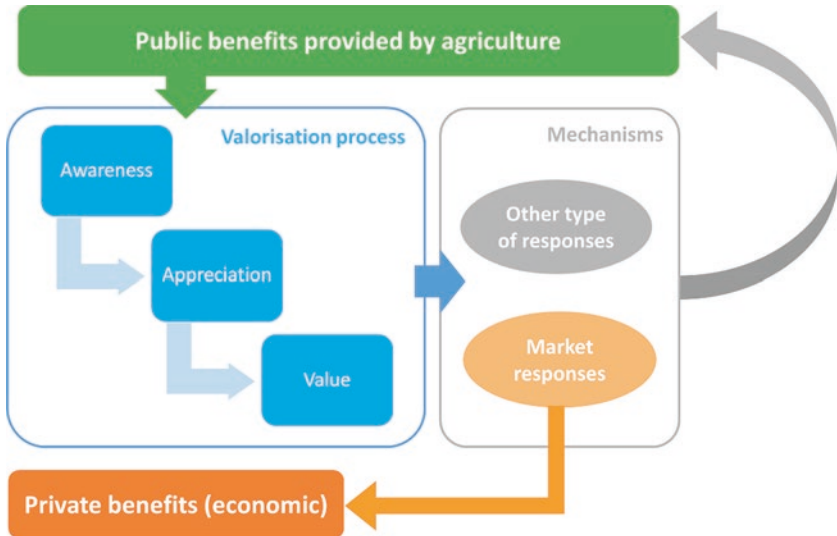 Public benefits provided by agriculture
Valorisation process
Awareness
Appreciation
Value
Mechanisms
Other type
of responses
Market
responses
Private benefits (economic)